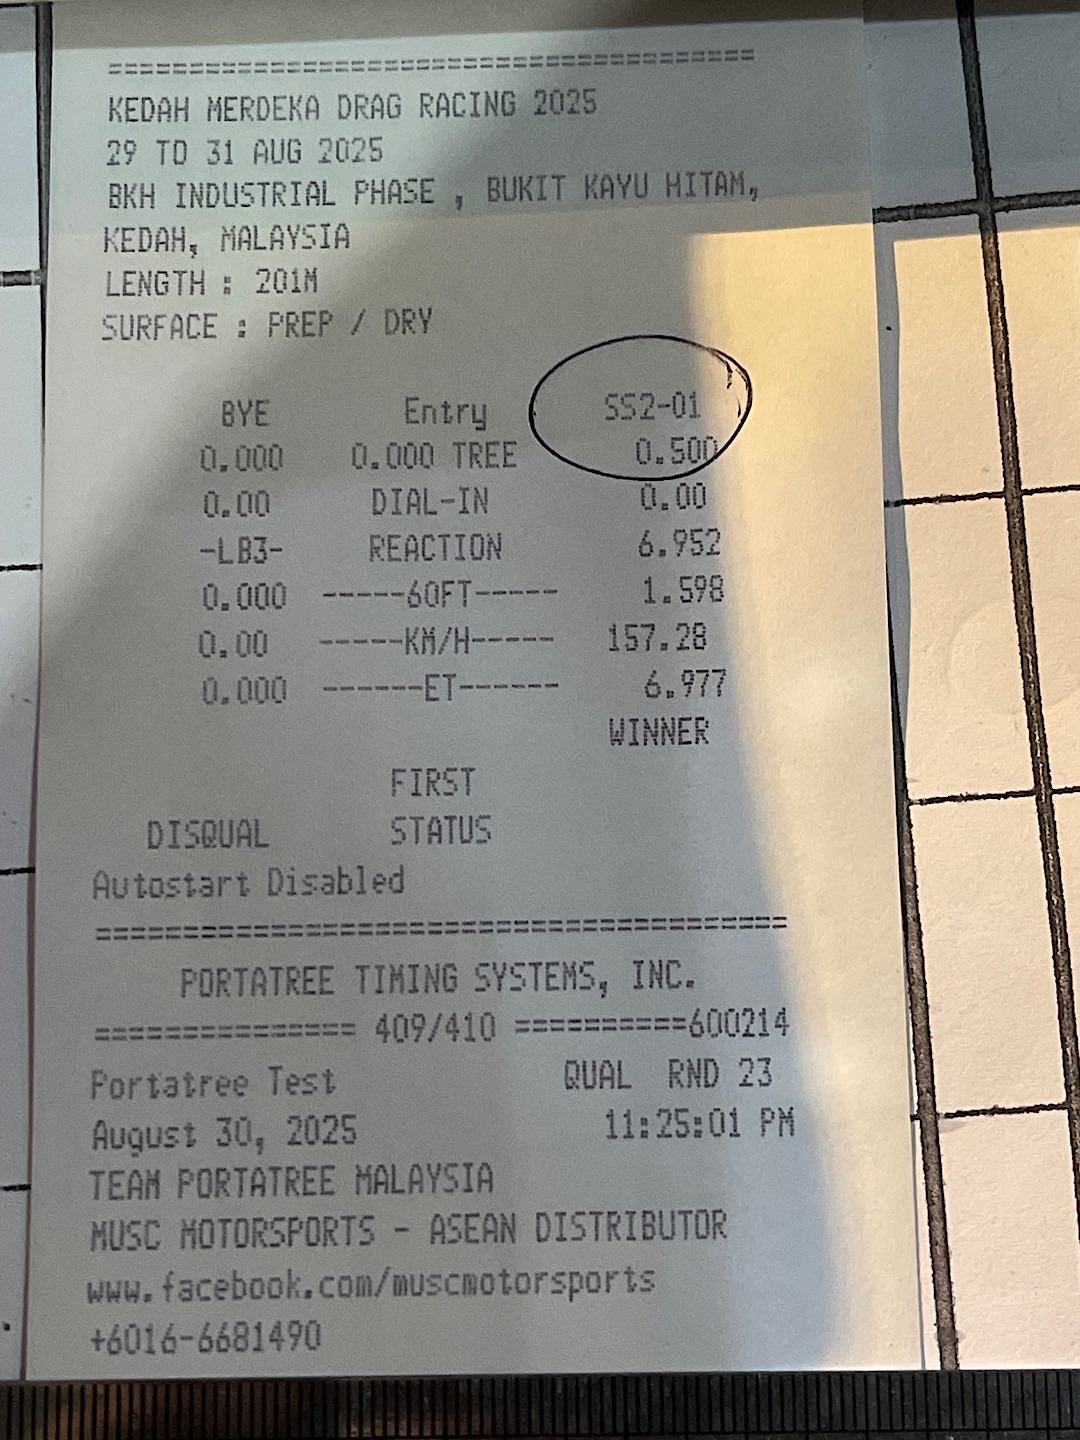 ========================================
KEDAH MERDEKA DRAG RACING 2025
29 TO 31 AUG 2025
BKH INDUSTRIAL PHASE , BUKIT KAYU HITAM,
KEDAH, MALAYSIA
LENGTH : 201M
SURFACE : PREP / DRY
BYE Entry SS2-01
0.000 0.000 TREE 0.500
0.00 DIAL-IN 0.00
-LB3- REACTION 6.952
0.000 -----60FT----- 1.598
0.00 -----KM/H----- 157.28
0.000 ------ET------ 6.977
WINNER
FIRST
DISQUAL STATUS
Autostart Disabled
========================================
PORTATREE TIMING SYSTEMS, INC.
=============== 409/410 ==========600214
Portatree Test QUAL RND 23
August 30, 2025 11:25:01 PM
TEAM PORTATREE MALAYSIA
MUSC MOTORSPORTS - ASEAN DISTRIBUTOR
www.facebook.com/muscmotorsports
+6016-6681490